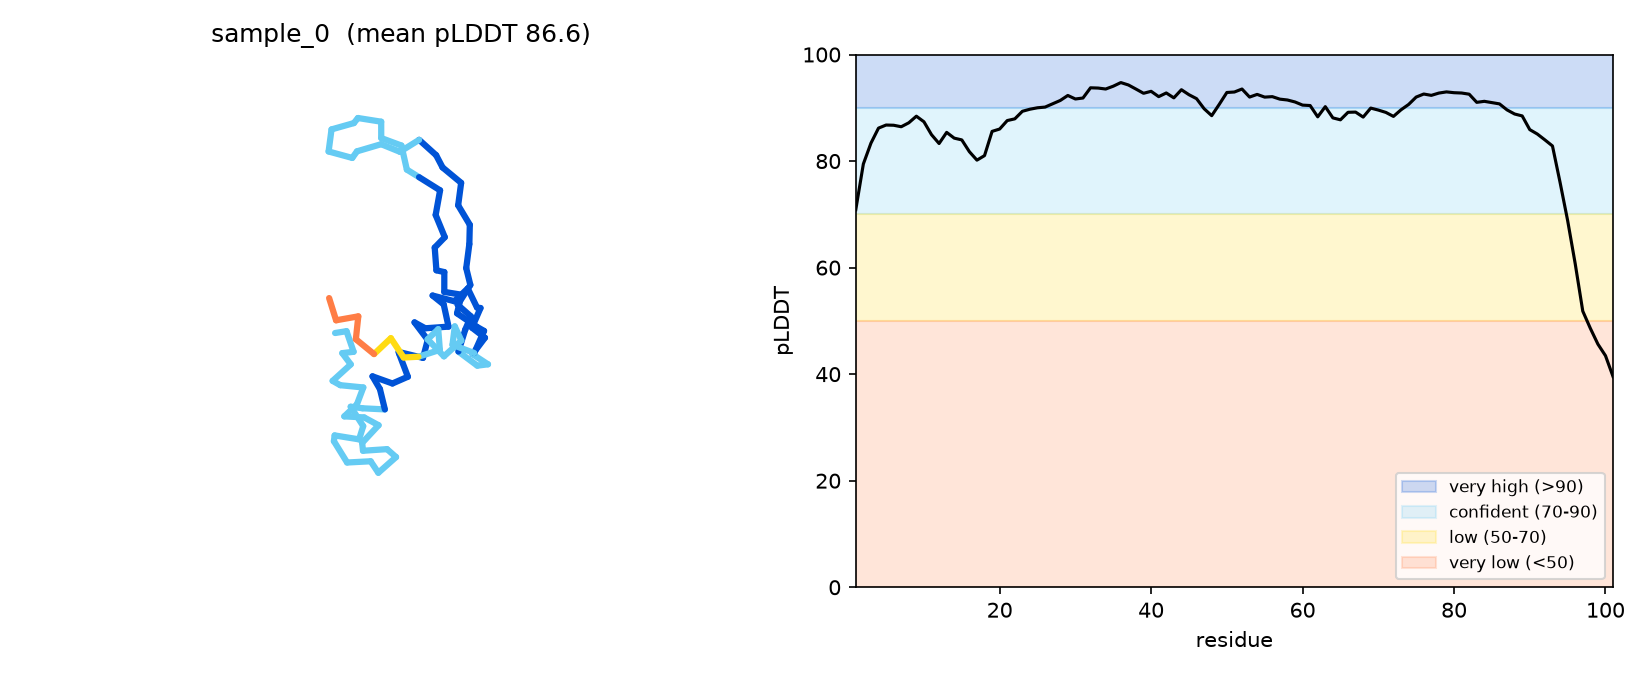 sample_0 (mean pLDDT 86.6)
100
80
60
40
20
0
pLDDT
20
40
60
80
100
residue
very high (>90)
confident (70-90)
low (50-70)
very low (<50)